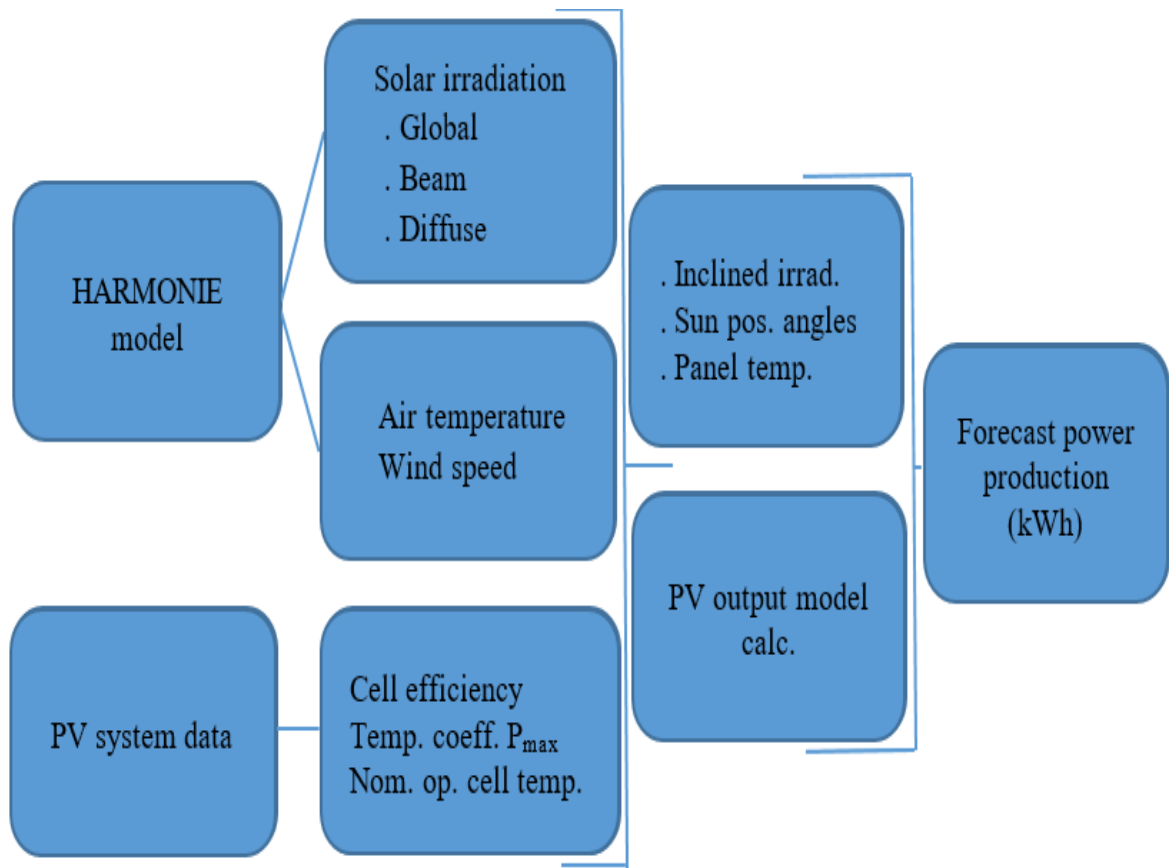 HARMONIE
model
Solar irradiation
. Global
. Beam
. Diffuse
Air temperature
Wind speed
PV system data
Cell efficiency
Temp. coeff. Pmax
Nom. op. cell temp.
. Inclined irrad.
. Sun pos. angles
. Panel temp.
PV output model
calc.
Forecast power
production
(kWh)